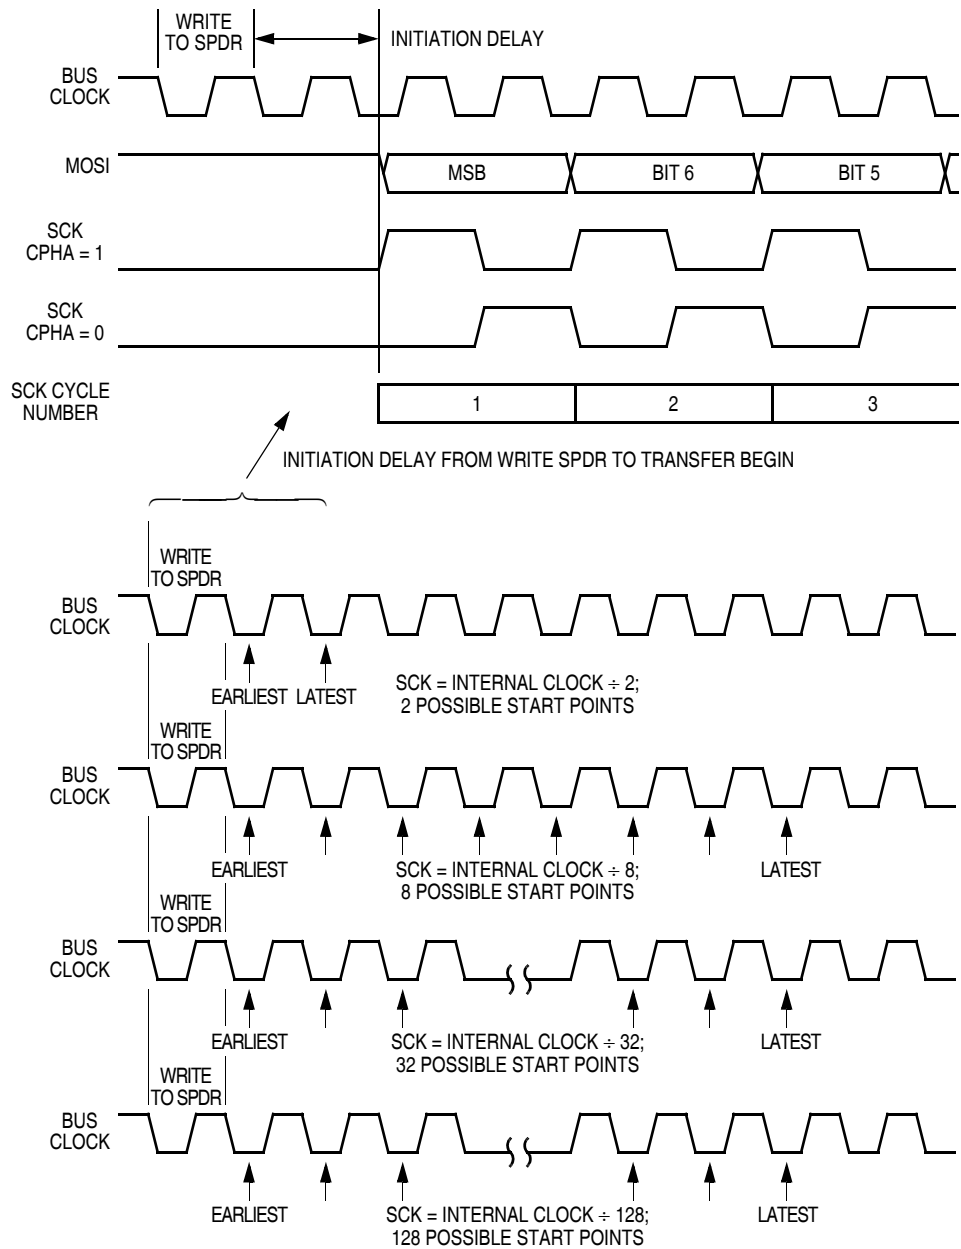 WRITE
TO SPDR
INITIATION DELAY
BUS
CLOCK
MOSI
MSB
BIT 6
BIT 5
SCK
CPHA = 1
SCK
CPHA = 0
SCK CYCLE
NUMBER
1
2
3
INITIATION DELAY FROM WRITE SPDR TO TRANSFER BEGIN
WRITE
TO SPDR
BUS
CLOCK
EARLIEST
LATEST
SCK = INTERNAL CLOCK ÷ 2;
2 POSSIBLE START POINTS
WRITE
TO SPDR
BUS
CLOCK
EARLIEST
SCK = INTERNAL CLOCK ÷ 8;
8 POSSIBLE START POINTS
LATEST
WRITE
TO SPDR
BUS
CLOCK
EARLIEST
SCK = INTERNAL CLOCK ÷ 32;
32 POSSIBLE START POINTS
LATEST
WRITE
TO SPDR
BUS
CLOCK
EARLIEST
SCK = INTERNAL CLOCK ÷ 128;
128 POSSIBLE START POINTS
LATEST